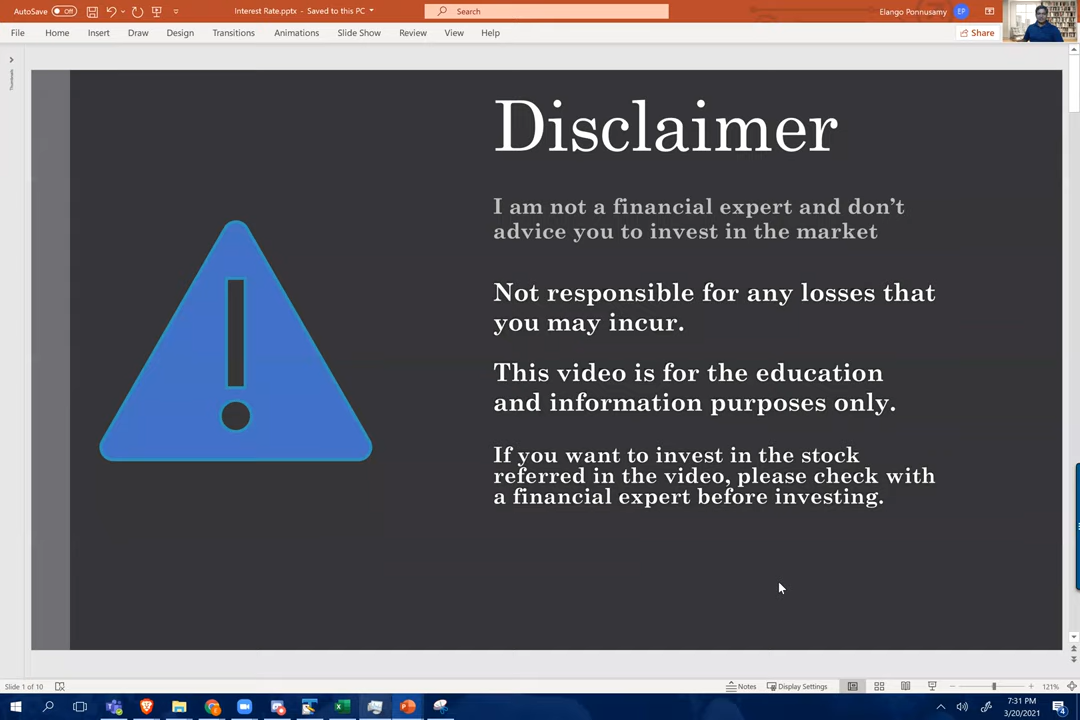 AutoSave Off
Interest Rate.pptx - Saved to this PC
Search
Elango Ponnusamy EP
File Home Insert Draw Design Transitions Animations Slide Show Review View Help
Share
Thumbnails
Disclaimer
I am not a financial expert and don’t
advice you to invest in the market
Not responsible for any losses that
you may incur.
This video is for the education
and information purposes only.
If you want to invest in the stock
referred in the video, please check with
a financial expert before investing.
Slide 1 of 10
Notes Display Settings 121%
7:31 PM
3/20/2021
4